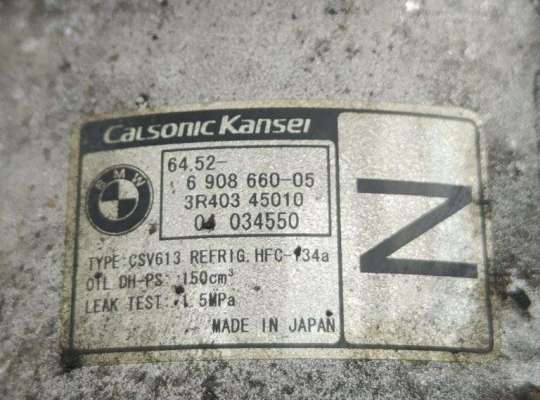 CALSONIC KANSEI
BMW
64.52-
6 908 660-05
3R403 45010
04 034550
TYPE: CSV613 REFRIG. HFC-134a
OIL DH-PS: 150cm³
LEAK TEST: 1.5MPa
MADE IN JAPAN
Z